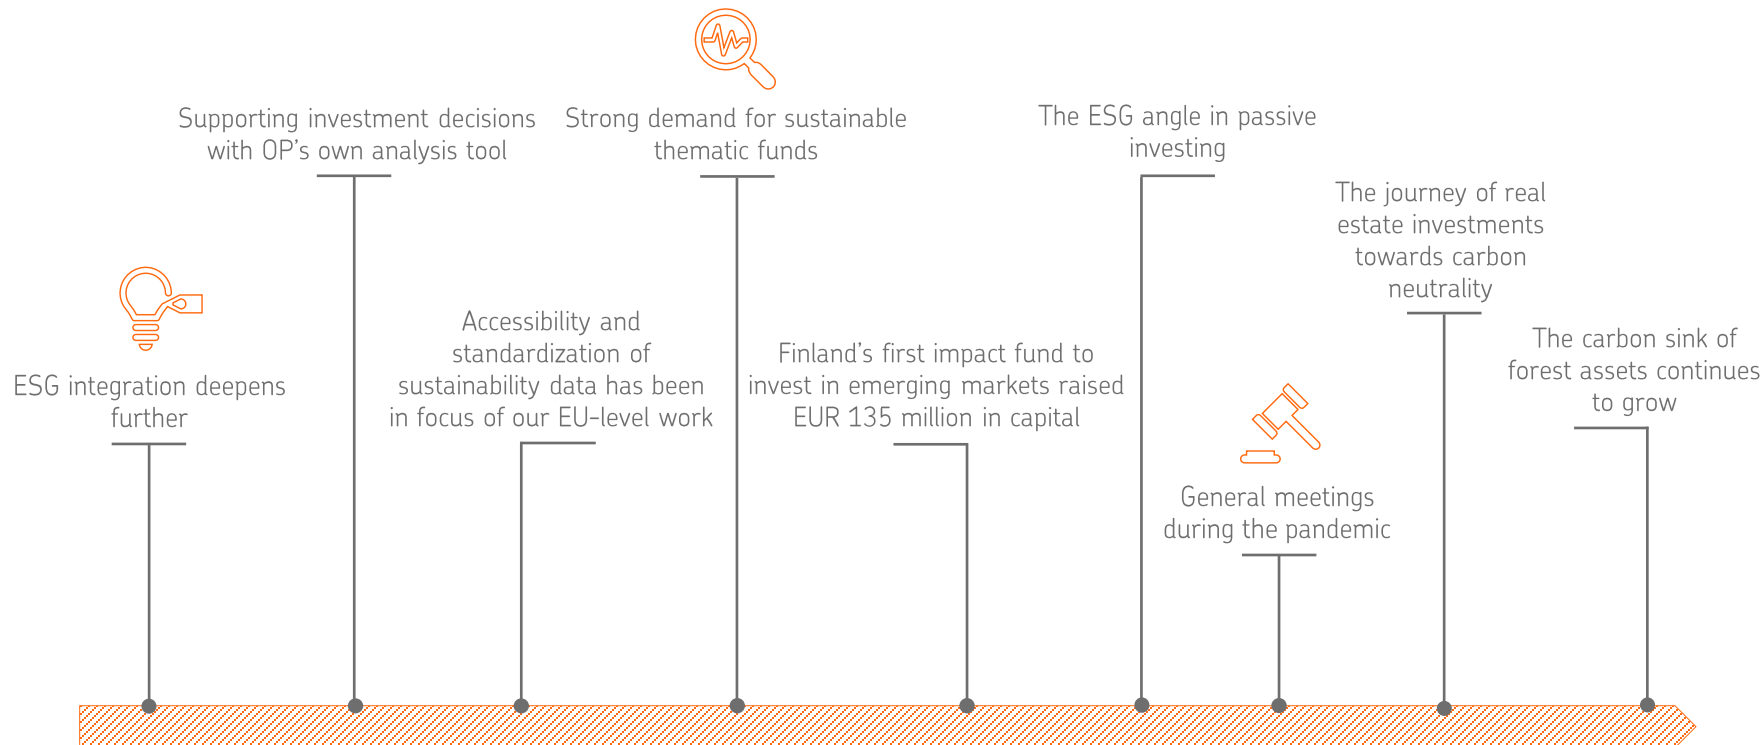 ESG integration deepens
further
Supporting investment decisions
with OP's own analysis tool
Accessibility and
standardization of
sustainability data has been
in focus of our EU-level work
Strong demand for sustainable
thematic funds
Finland's first impact fund to
invest in emerging markets raised
EUR 135 million in capital
The ESG angle in passive
investing
General meetings
during the pandemic
The journey of real
estate investments
towards carbon
neutrality
The carbon sink of
forest assets continues
to grow